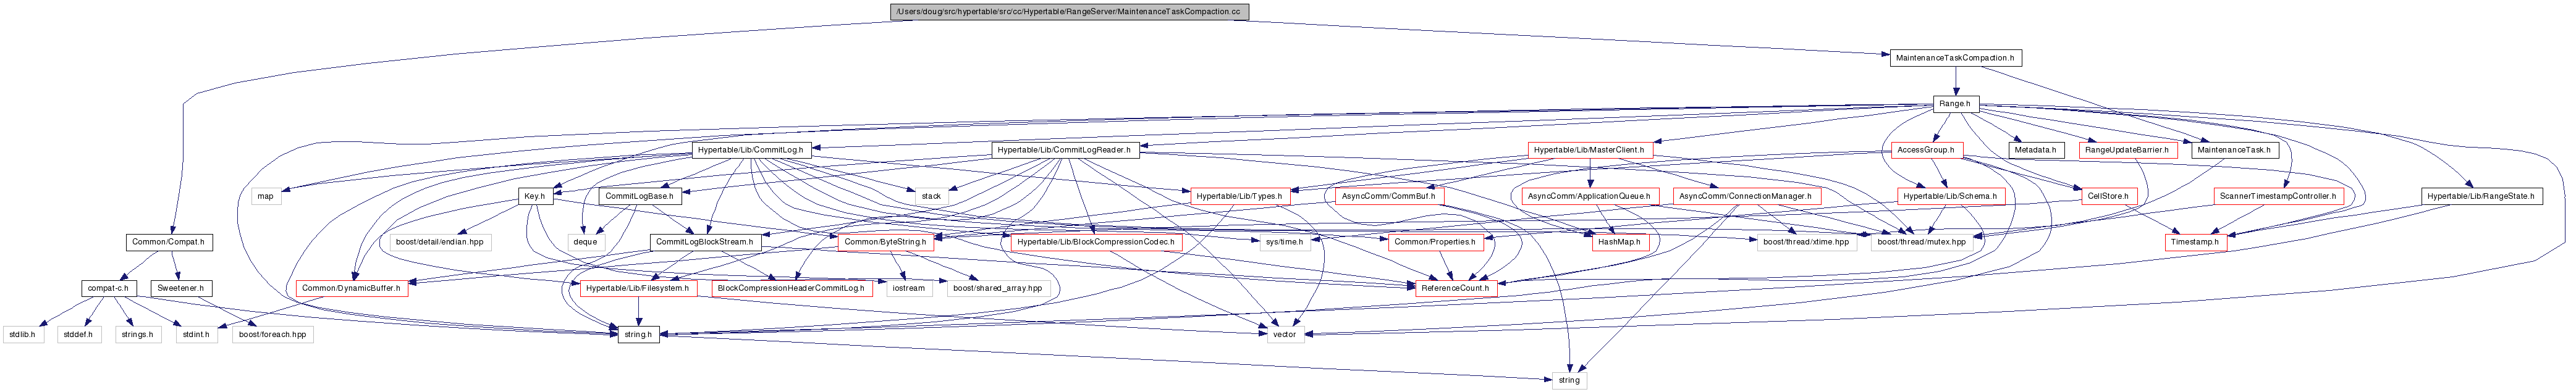 /Users/doug/src/hypertable/src/cc/Hypertable/RangeServer/MaintenanceTaskCompaction.cc
MaintenanceTaskCompaction.h
Range.h
Hypertable/Lib/CommitLog.h
Hypertable/Lib/CommitLogReader.h
Hypertable/Lib/MasterClient.h
AccessGroup.h
Metadata.h
RangeUpdateBarrier.h
MaintenanceTask.h
map
Key.h
CommitLogBase.h
stack
Hypertable/Lib/Types.h
AsyncComm/CommBuf.h
AsyncComm/ApplicationQueue.h
AsyncComm/ConnectionManager.h
Hypertable/Lib/Schema.h
CellStore.h
ScannerTimestampController.h
Hypertable/Lib/RangeState.h
Common/Compat.h
boost/detail/endian.hpp
deque
CommitLogBlockStream.h
Common/ByteString.h
Hypertable/Lib/BlockCompressionCodec.h
sys/time.h
Common/Properties.h
HashMap.h
boost/thread/xtime.hpp
boost/thread/mutex.hpp
Timestamp.h
compat-c.h
Sweetener.h
Common/DynamicBuffer.h
Hypertable/Lib/Filesystem.h
BlockCompressionHeaderCommitLog.h
iostream
boost/shared_array.hpp
ReferenceCount.h
stdlib.h
stddef.h
strings.h
stdint.h
boost/foreach.hpp
string.h
vector
string